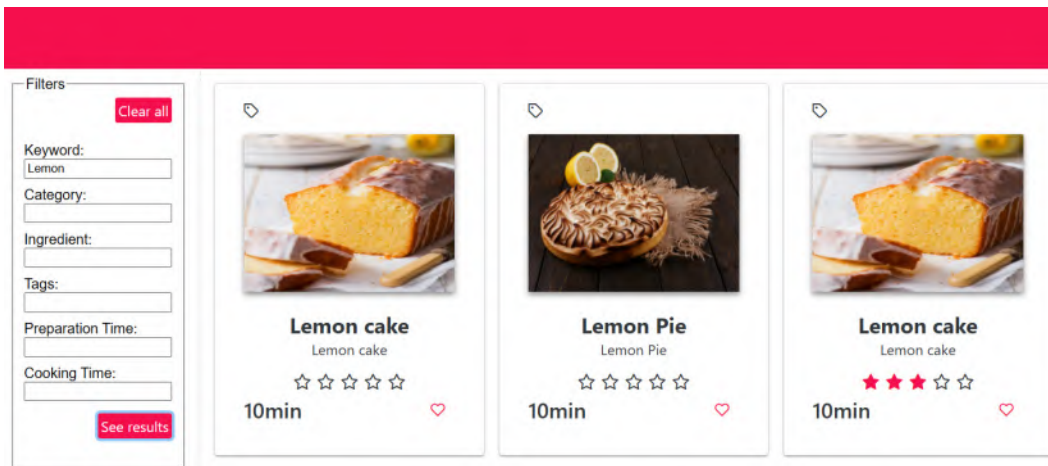 Filters
Clear all
Keyword:
Lemon
Category:
Ingredient:
Tags:
Preparation Time:
Cooking Time:
See results
Lemon cake
Lemon cake
10min
Lemon Pie
Lemon Pie
10min
Lemon cake
Lemon cake
10min